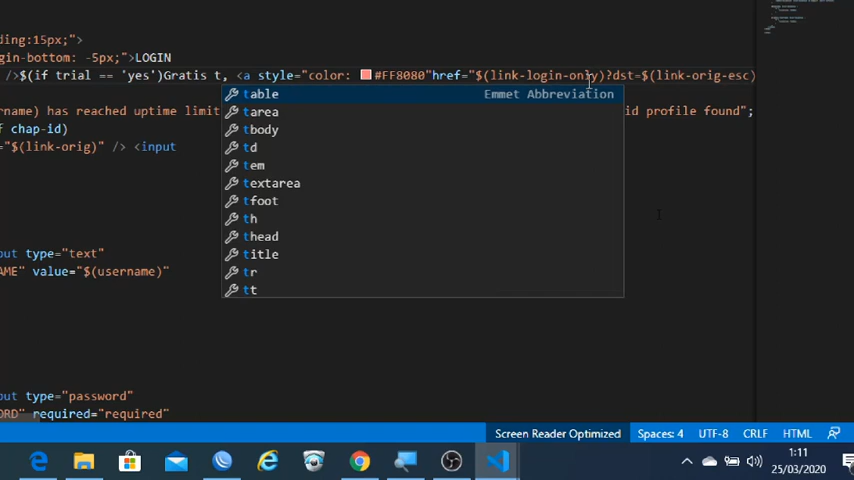 ding:15px;">
gin-bottom: -5px;">LOGIN
/>$(if trial == 'yes')Gratis t, <a style="color: #FF8080"href="$(link-login-only)?dst=$(link-orig-esc)
table Emmet Abbreviation
tarea
rname) has reached uptime limit
id profile found";
tbody
f chap-id)
td
="$(link-orig)" /> <input
tem
textarea
tfoot
th
thead
title
put type="text"
tr
AME" value="$(username)"
tt
put type="password"
ORD" required="required"
Screen Reader Optimized Spaces: 4 UTF-8 CRLF HTML
1:11
25/03/2020